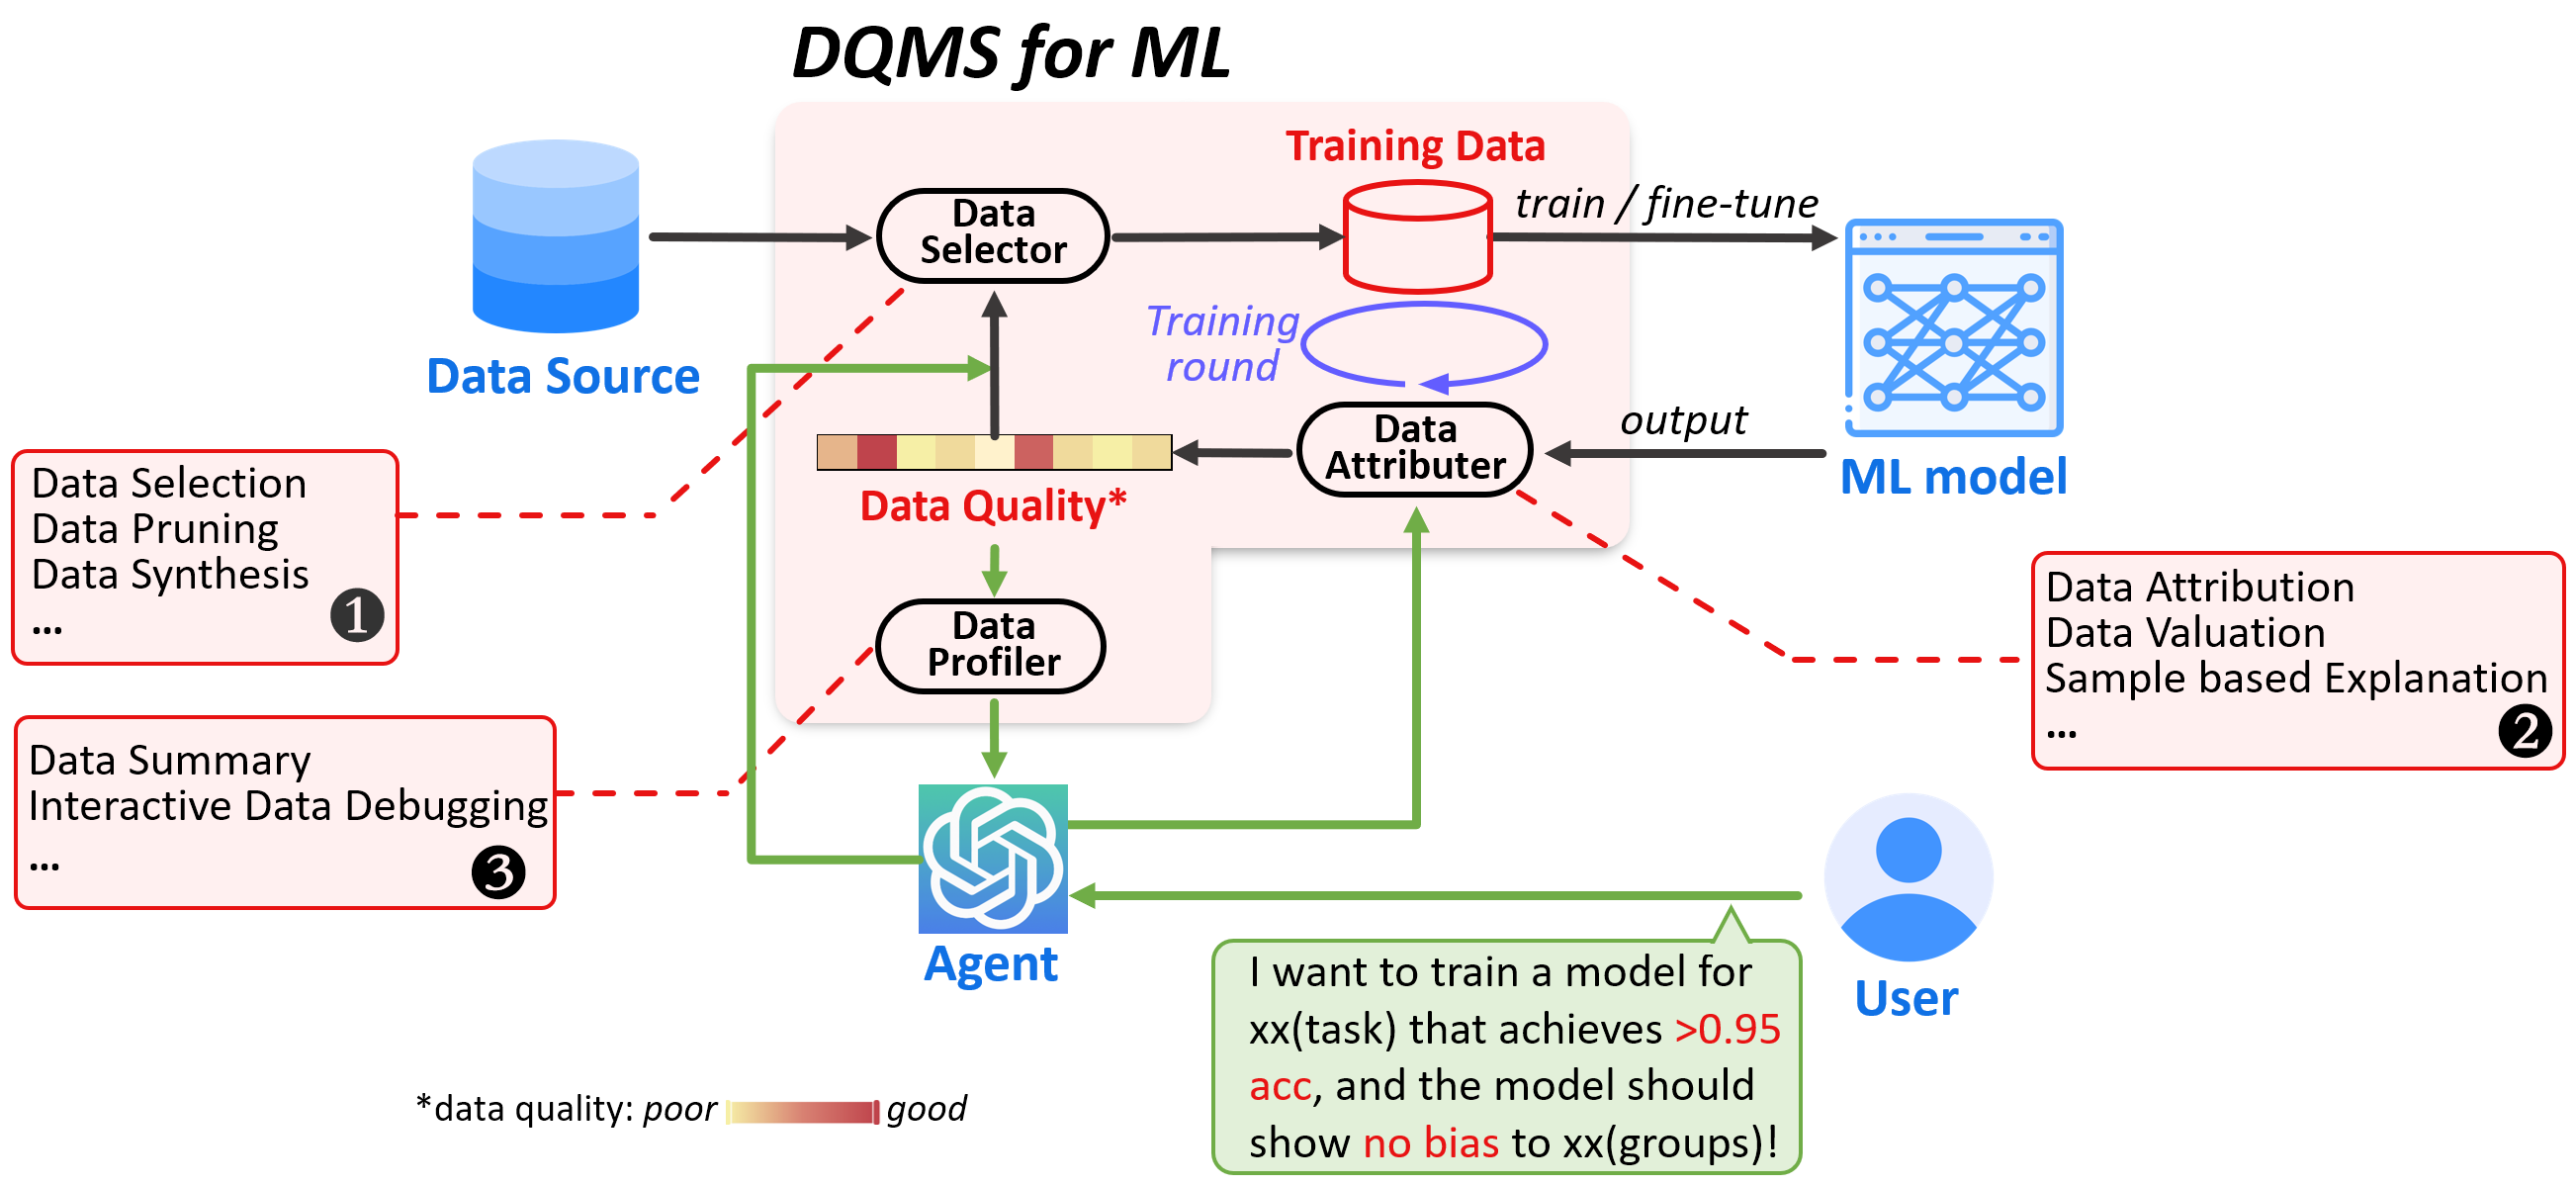 DQMS for ML
Training Data
Data
Selector
train / fine-tune
Data Source
Training
round
Data
Attributer
output
ML model
Data Quality*
Data Selection
Data Pruning
Data Synthesis
...
1
Data
Profiler
Data Attribution
Data Valuation
Sample based Explanation
...
2
Data Summary
Interactive Data Debugging
...
3
Agent
User
I want to train a model for
xx(task) that achieves >0.95
acc, and the model should
show no bias to xx(groups)!
*data quality: poor good